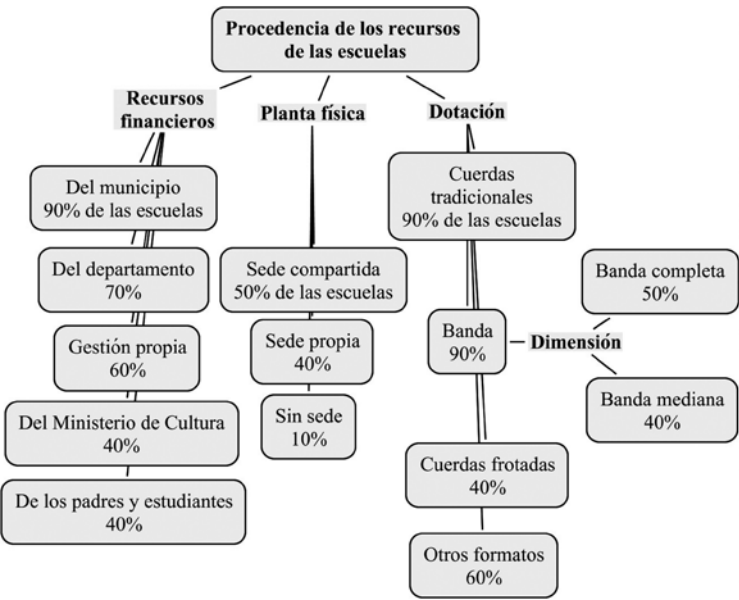 Procedencia de los recursos
de las escuelas
Recursos
financieros
Del municipio
90% de las escuelas
Del departamento
70%
Gestión propia
60%
Del Ministerio de Cultura
40%
De los padres y estudiantes
40%
Planta física
Sede compartida
50% de las escuelas
Sede propia
40%
Sin sede
10%
Dotación
Cuerdas
tradicionales
90% de las escuelas
Banda
90%
Dimensión
Banda completa
50%
Banda mediana
40%
Cuerdas frotadas
40%
Otros formatos
60%